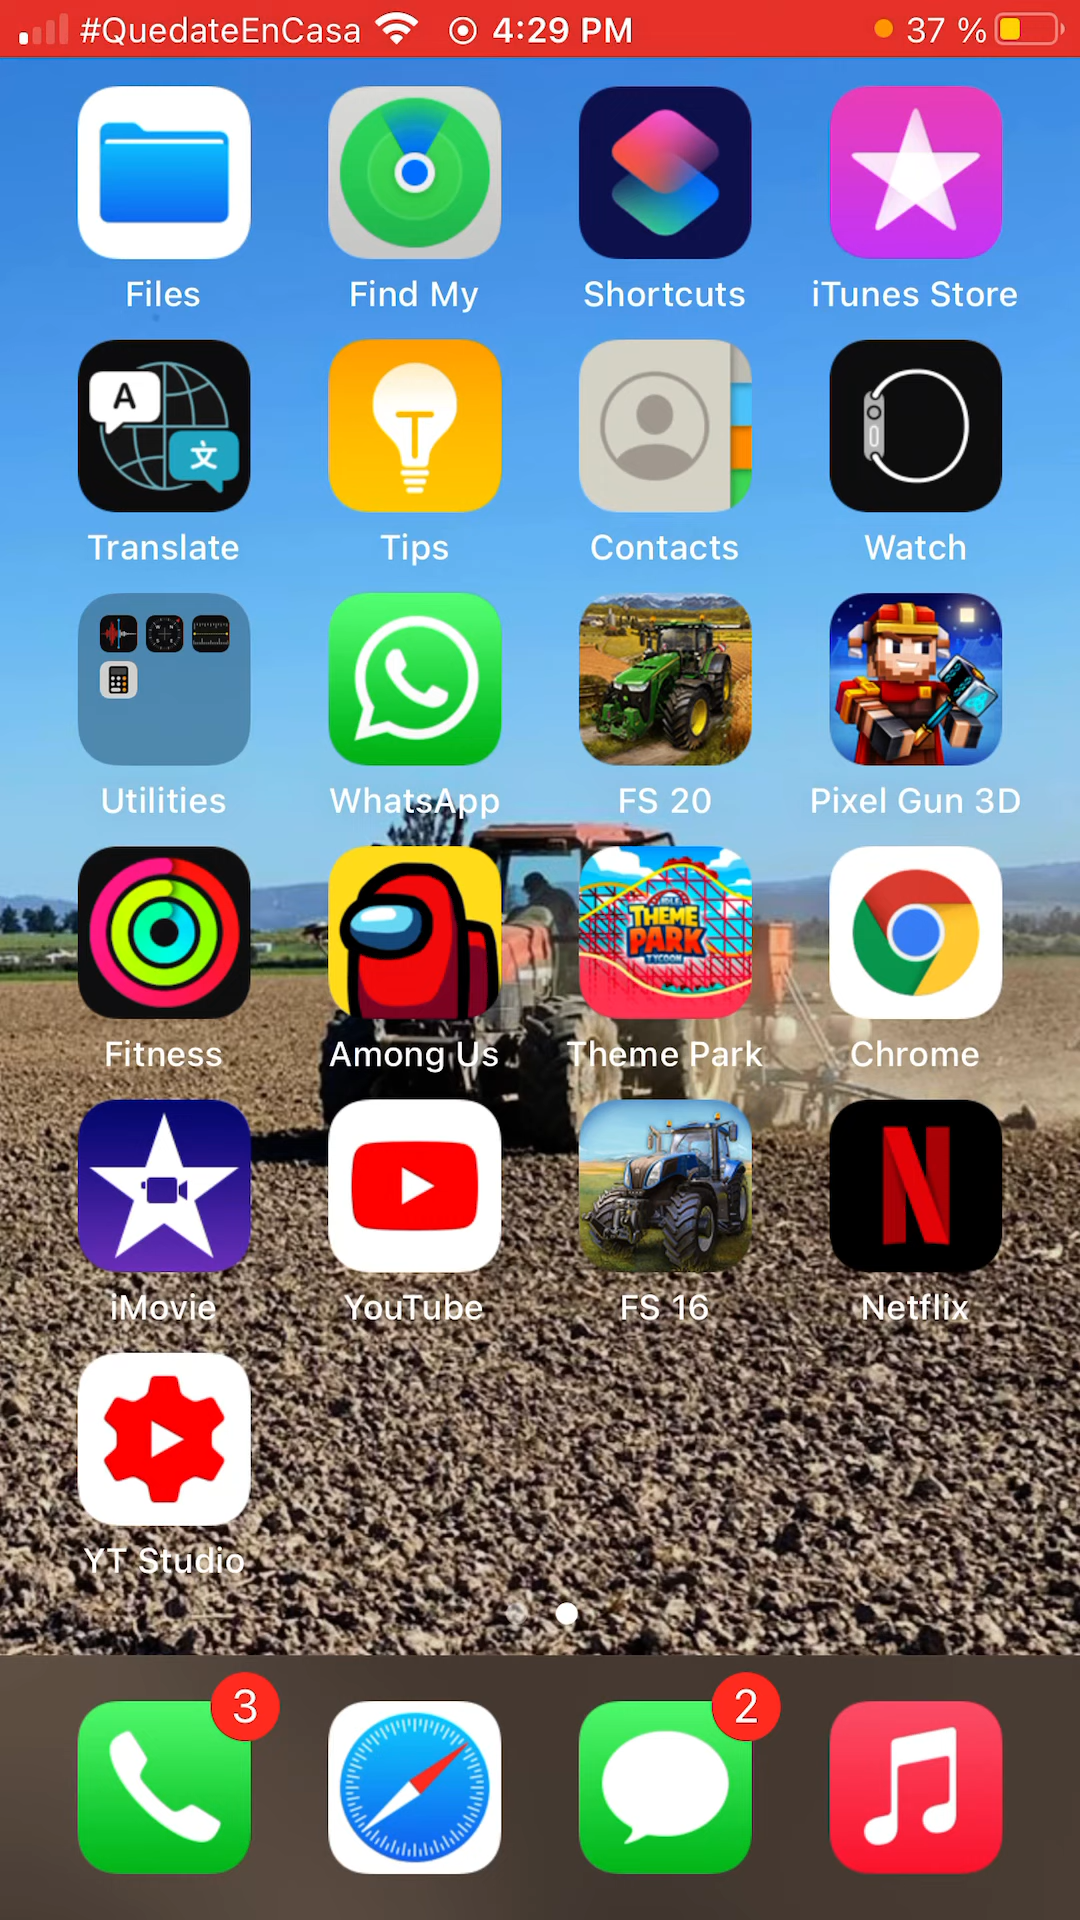 #QuedateEnCasa 4:29 PM 37 %
Files Find My Shortcuts iTunes Store
A 文
Translate Tips Contacts Watch
Utilities WhatsApp FS 20 Pixel Gun 3D
IDLE
THEME
PARK
TYCOON
Fitness Among Us Theme Park Chrome
iMovie YouTube FS 16 Netflix
YT Studio
3 2